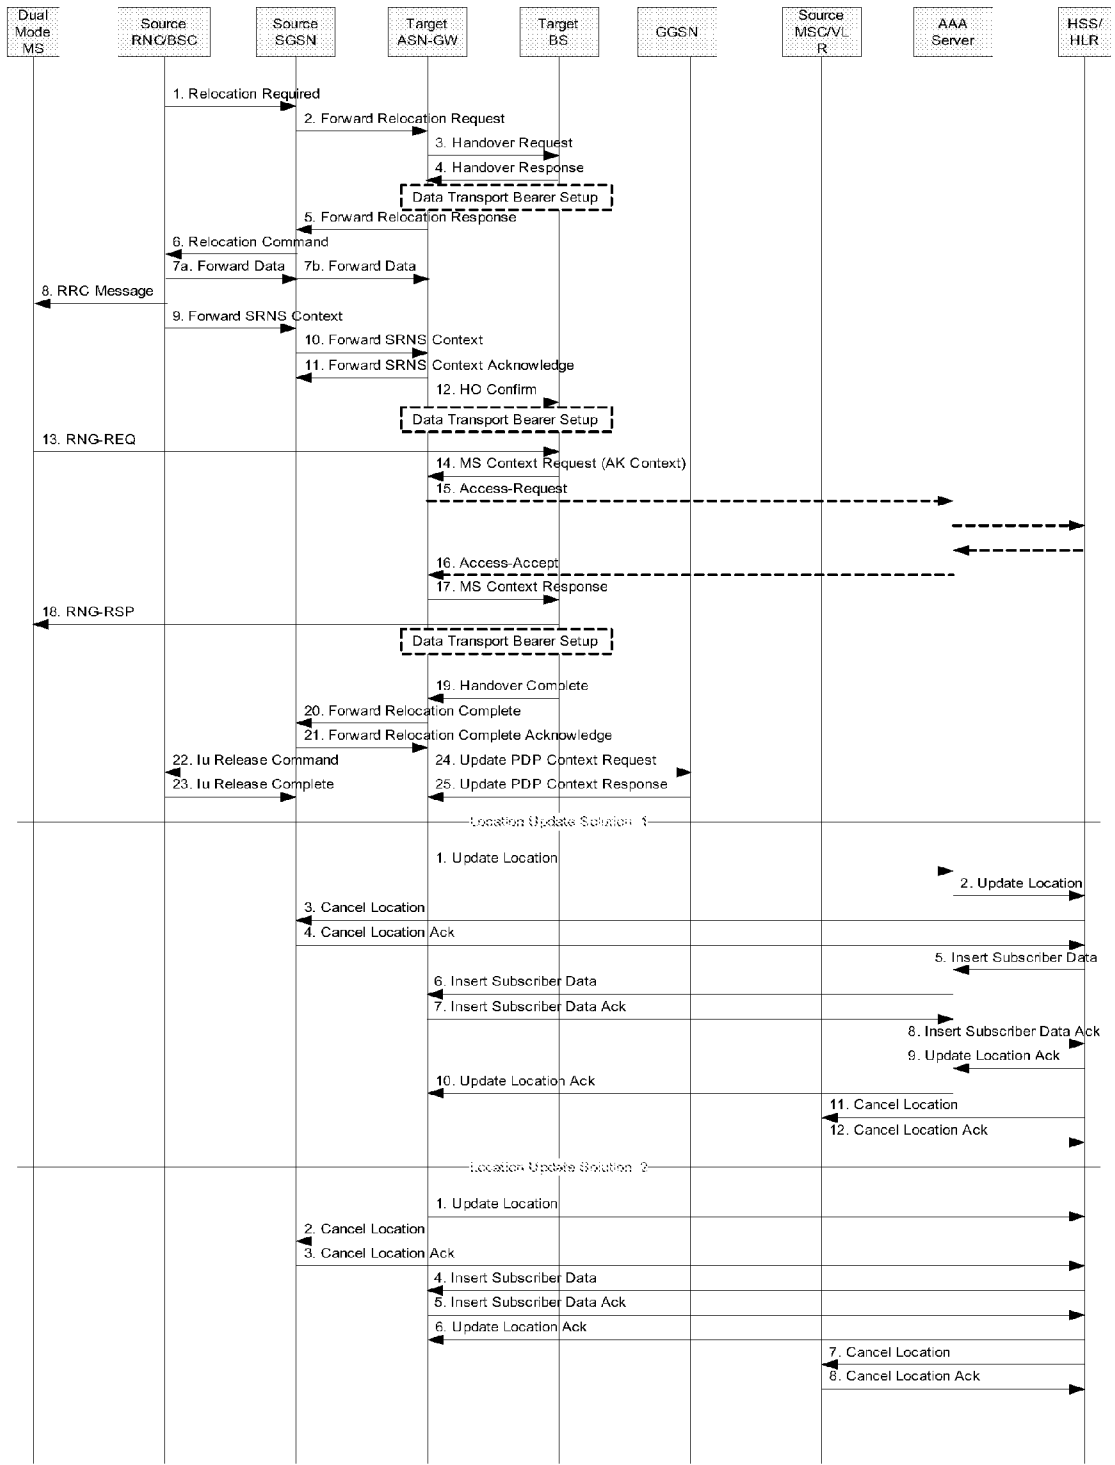 Dual
Mode
MS
Source
RNC/BSC
Source
SGSN
Target
ASN-GW
Target
BS
GGSN
Source
MSC/VL
R
AAA
Server
HSS/
HLR
1. Relocation Required
2. Forward Relocation Request
3. Handover Request
4. Handover Response
Data Transport Bearer Setup
5. Forward Relocation Response
6. Relocation Command
7a. Forward Data
7b. Forward Data
8. RRC Message
9. Forward SRNS Context
10. Forward SRNS Context
11. Forward SRNS Context Acknowledge
12. HO Confirm
Data Transport Bearer Setup
13. RNG-REQ
14. MS Context Request (AK Context)
15. Access-Request
16. Access-Accept
17. MS Context Response
18. RNG-RSP
Data Transport Bearer Setup
19. Handover Complete
20. Forward Relocation Complete
21. Forward Relocation Complete Acknowledge
22. Iu Release Command
24. Update PDP Context Request
23. Iu Release Complete
25. Update PDP Context Response
Location Update Solution 1
1. Update Location
2. Update Location
3. Cancel Location
4. Cancel Location Ack
5. Insert Subscriber Data
6. Insert Subscriber Data
7. Insert Subscriber Data Ack
8. Insert Subscriber Data Ack
9. Update Location Ack
10. Update Location Ack
11. Cancel Location
12. Cancel Location Ack
Location Update Solution 2
1. Update Location
2. Cancel Location
3. Cancel Location Ack
4. Insert Subscriber Data
5. Insert Subscriber Data Ack
6. Update Location Ack
7. Cancel Location
8. Cancel Location Ack